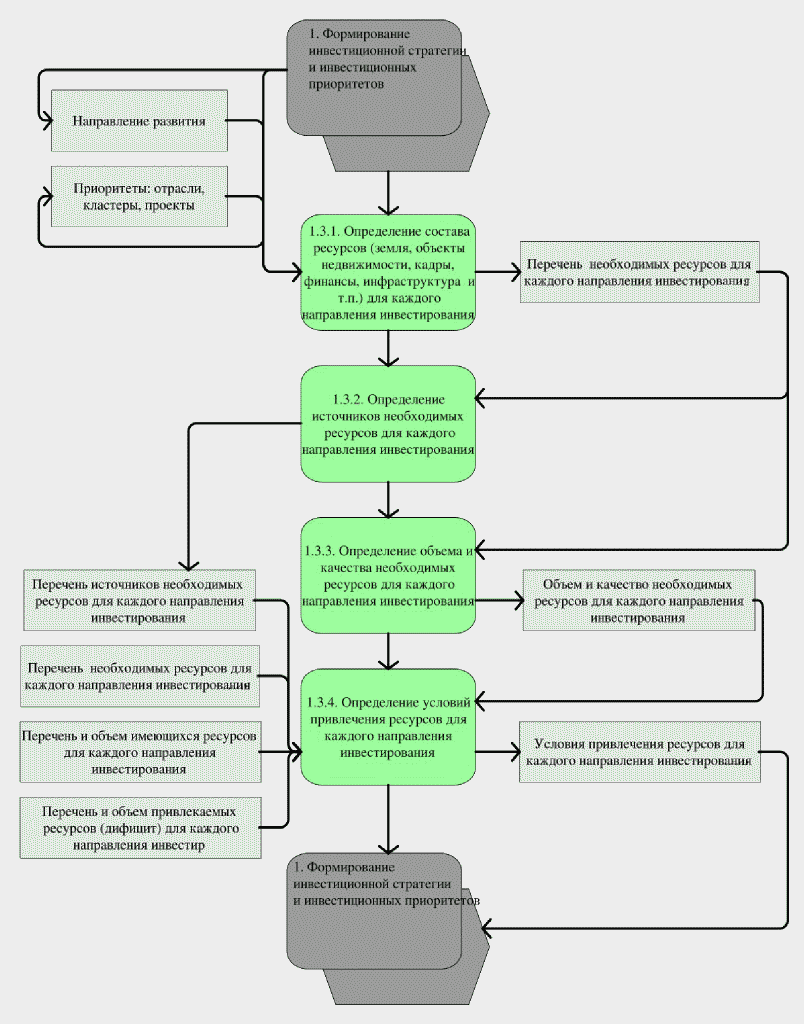 1. Формирование
инвестиционной стратегии
и инвестиционных
приоритетов
Направление развития
Приоритеты: отрасли,
кластеры, проекты
1.3.1. Определение состава
ресурсов (земля, объекты
недвижимости, кадры,
финансы, инфраструктура и
т.п.) для каждого
направления инвестирования
Перечень необходимых ресурсов для
каждого направления инвестирования
1.3.2. Определение
источников необходимых
ресурсов для каждого
направления инвестирования
1.3.3. Определение объема и
качества необходимых
ресурсов для каждого
направления инвестирования
Перечень источников необходимых
ресурсов для каждого направления
инвестирования
Объем и качество необходимых
ресурсов для каждого направления
инвестирования
Перечень необходимых ресурсов для
каждого направления инвестирования
1.3.4. Определение условий
привлечения ресурсов для
каждого направления
инвестирования
Перечень и объем имеющихся ресурсов
для каждого направления
инвестирования
Условия привлечения ресурсов для
каждого направления инвестирования
Перечень и объем привлекаемых
ресурсов (дифицит) для каждого
направления инвестир
1. Формирование
инвестиционной стратегии
и инвестиционных приоритетов